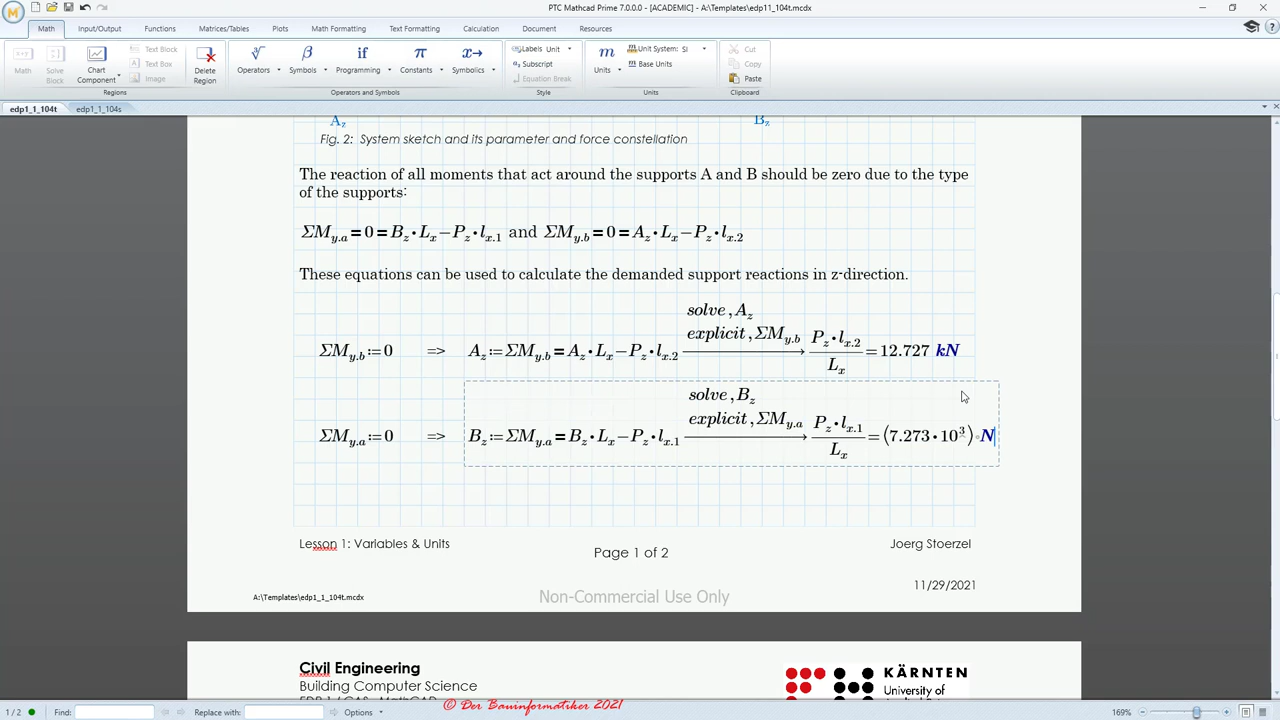 PTC Mathcad Prime 7.0.0.0 - [ACADEMIC] - A:\Templates\edp11_104t.mcdx
Math Input/Output Functions Matrices/Tables Plots Math Formatting Text Formatting Calculation Document Resources
Math
Solve Block
Chart Component
Text Block
Text Box
Image
Delete Region
Operators
Symbols
Programming
Constants
Symbolics
Labels Unit
Subscript
Equation Break
Units
Unit System: SI
Base Units
Cut
Copy
Paste
Regions Operators and Symbols Style Units Clipboard
edp1_1_104t edp1_1_104s
A_z B_z
Fig. 2: System sketch and its parameter and force constellation
The reaction of all moments that act around the supports A and B should be zero due to the type
of the supports:
ΣM_y.a = 0 = B_z • L_x − P_z • l_x.1 and ΣM_y.b = 0 = A_z • L_x − P_z • l_x.2
These equations can be used to calculate the demanded support reactions in z-direction.
solve , A_z
explicit , ΣM_y.b
ΣM_y.b := 0 => A_z := ΣM_y.b = A_z • L_x − P_z • l_x.2 → P_z • l_x.2 / L_x = 12.727 kN
solve , B_z
explicit , ΣM_y.a
ΣM_y.a := 0 => B_z := ΣM_y.a = B_z • L_x − P_z • l_x.1 → P_z • l_x.1 / L_x = (7.273 • 10^3) • N
Lesson 1: Variables & Units
Page 1 of 2
Joerg Stoerzel
11/29/2021
A:\Templates\edp1_1_104t.mcdx
Non-Commercial Use Only
Civil Engineering
Building Computer Science
KÄRNTEN
University of
© Der Bauinformatiker 2021
1 / 2 Find: Replace with: Options 169%